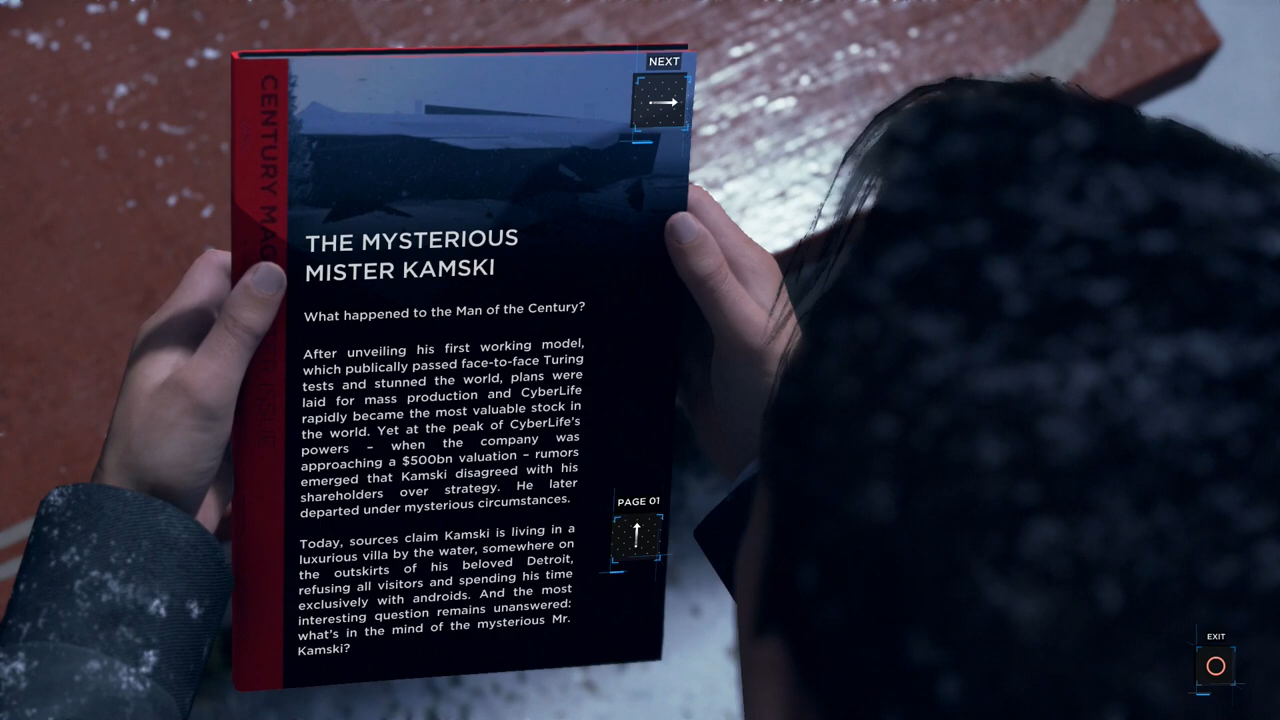 NEXT
CENTURY MAG
THE MYSTERIOUS
MISTER KAMSKI
What happened to the Man of the Century?
After unveiling his first working model,
which publically passed face-to-face Turing
tests and stunned the world, plans were
laid for mass production and CyberLife
rapidly became the most valuable stock in
the world. Yet at the peak of CyberLife's
powers – when the company was
approaching a $500bn valuation – rumors
emerged that Kamski disagreed with his
shareholders over strategy. He later
departed under mysterious circumstances.
PAGE 01
Today, sources claim Kamski is living in a
luxurious villa by the water, somewhere on
the outskirts of his beloved Detroit,
refusing all visitors and spending his time
exclusively with androids. And the most
interesting question remains unanswered:
what's in the mind of the mysterious Mr.
Kamski?
EXIT